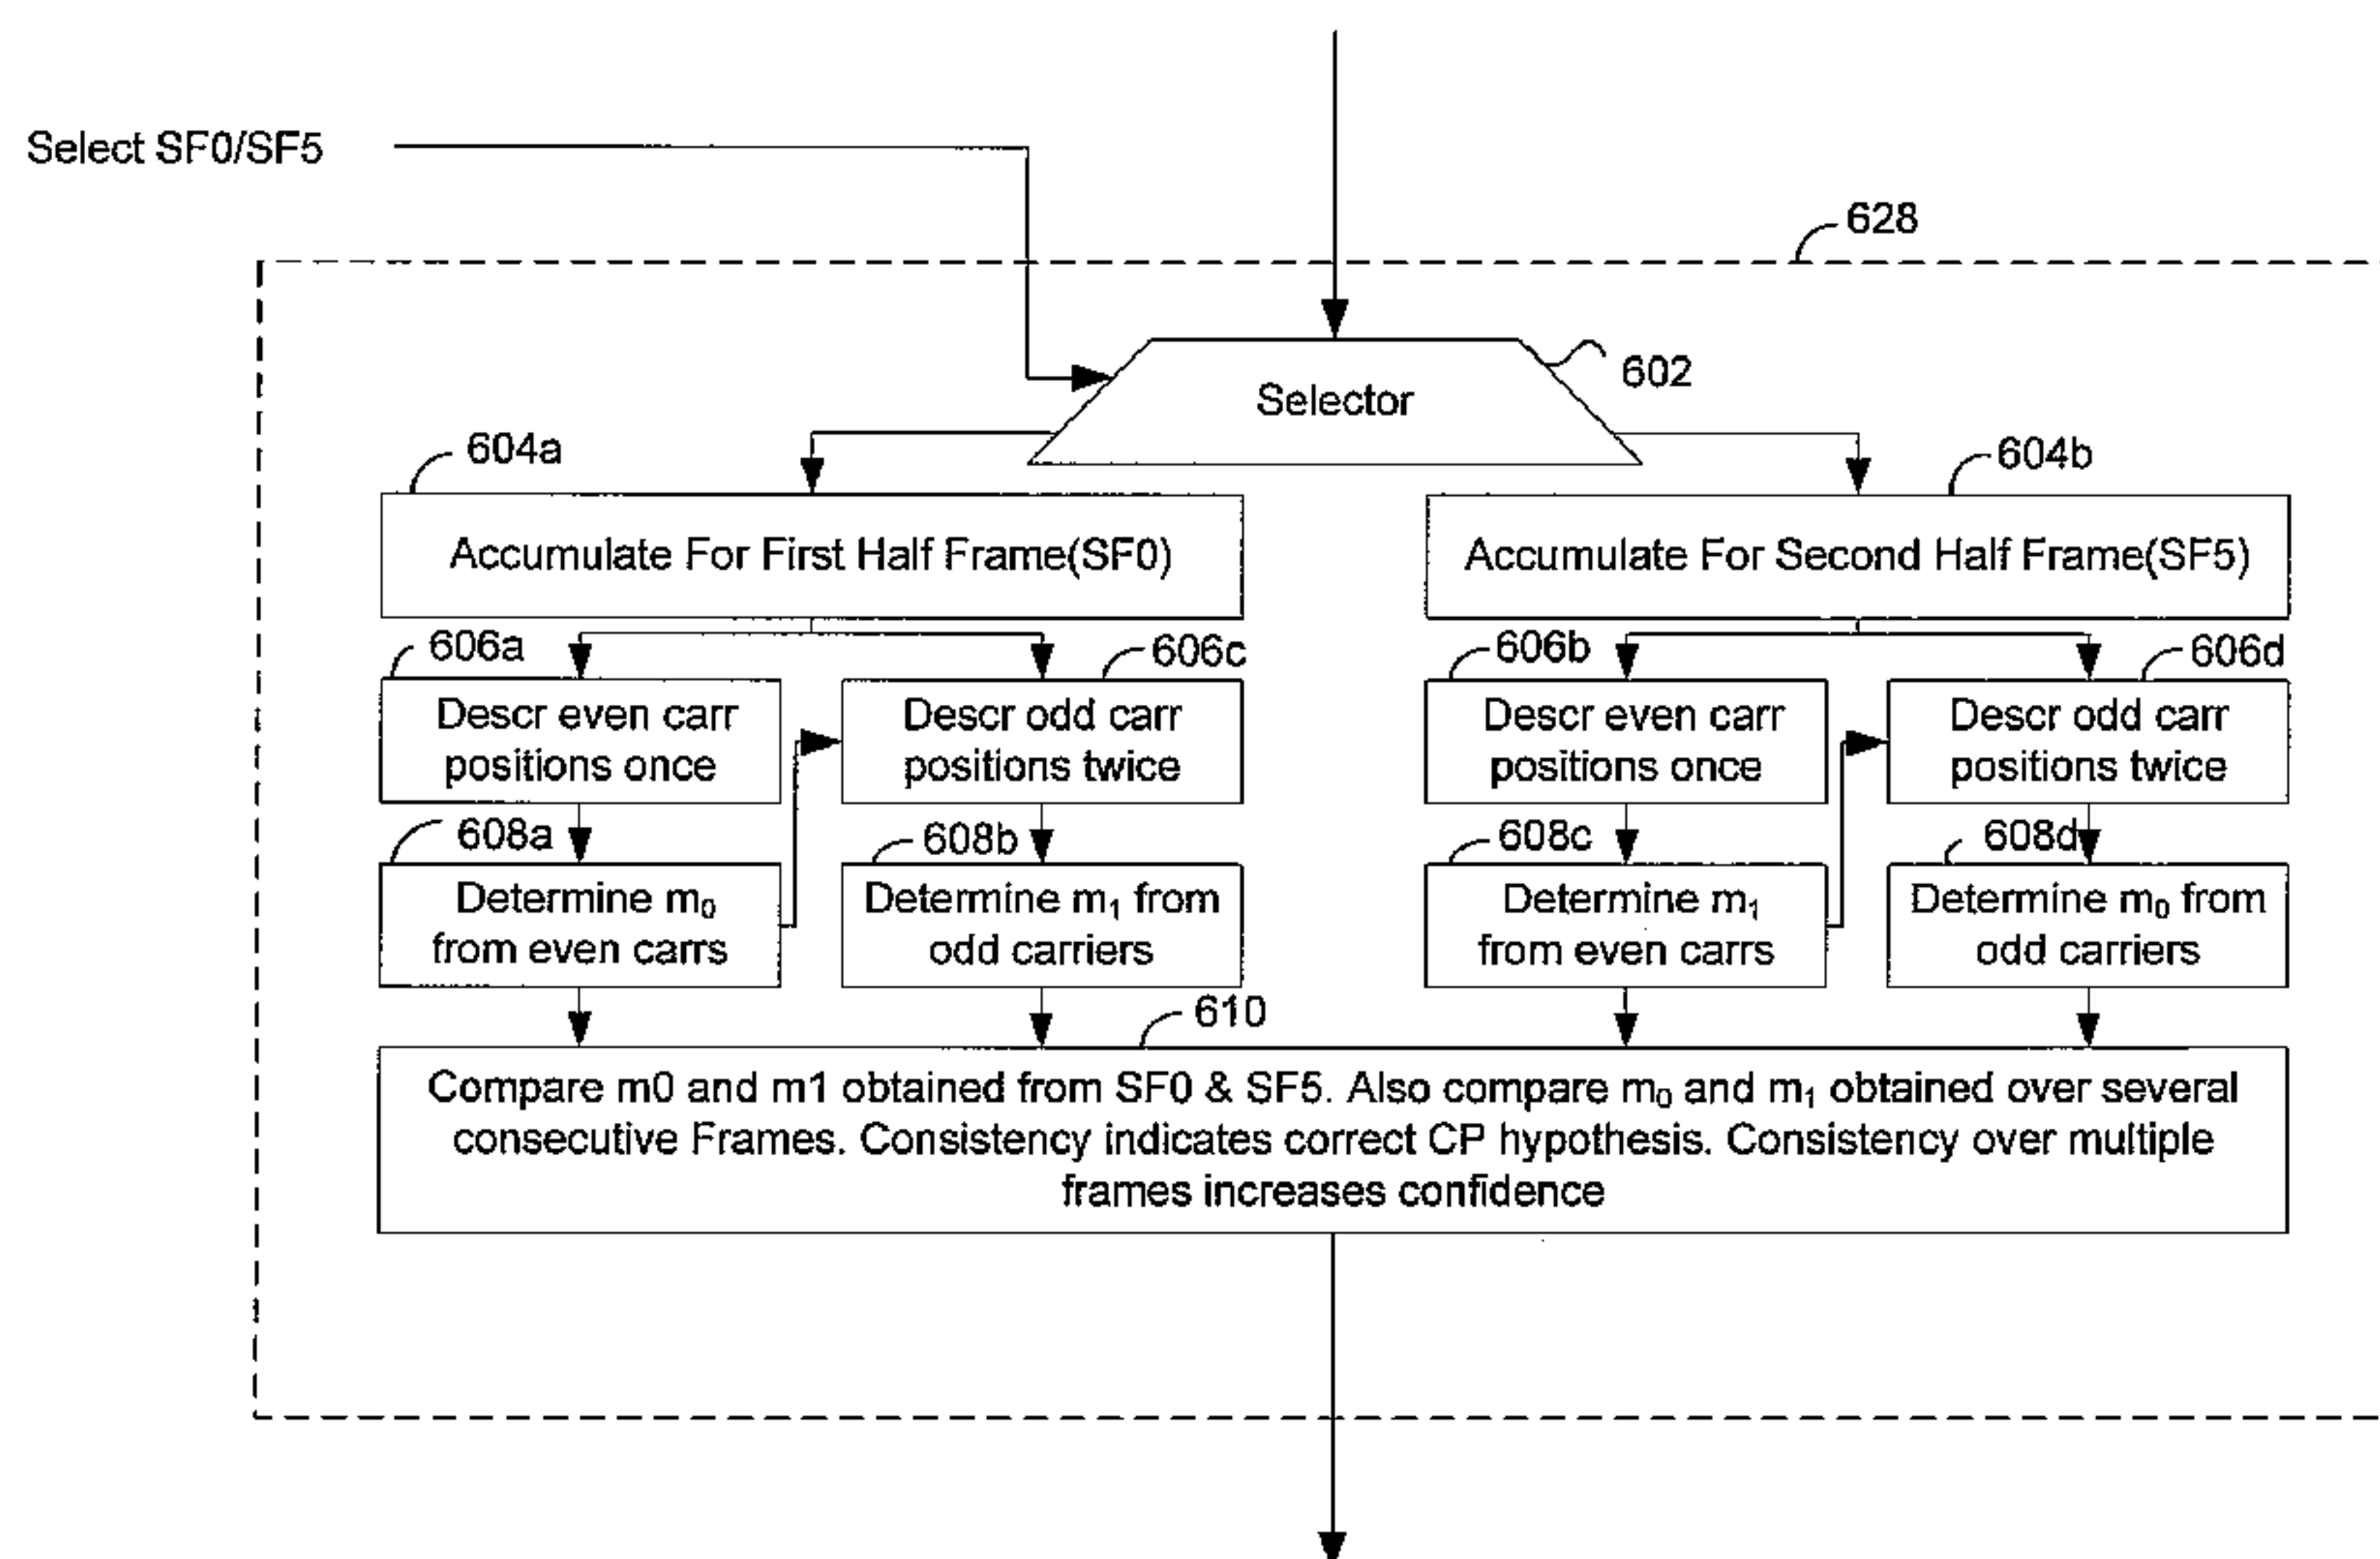 Select SF0/SF5
628
602
Selector
604a
604b
Accumulate For First Half Frame(SF0)
Accumulate For Second Half Frame(SF5)
606a
606c
606b
606d
Descr even carr
positions once
Descr odd carr
positions twice
Descr even carr
positions once
Descr odd carr
positions twice
608a
608b
608c
608d
Determine m₀
from even carrs
Determine m₁ from
odd carriers
Determine m₁
from even carrs
Determine m₀ from
odd carriers
610
Compare m0 and m1 obtained from SF0 & SF5. Also compare m₀ and m₁ obtained over several
consecutive Frames. Consistency indicates correct CP hypothesis. Consistency over multiple
frames increases confidence